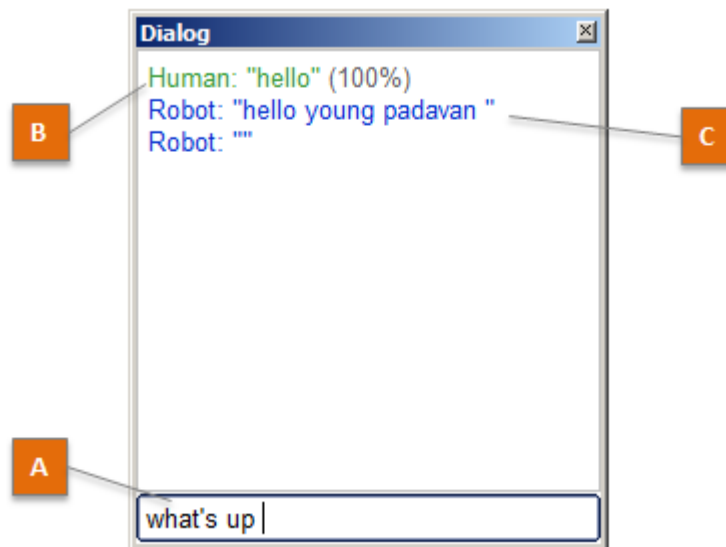 Dialog
Human: "hello" (100%)
B
Robot: "hello young padavan "
C
Robot: ""
A
what's up